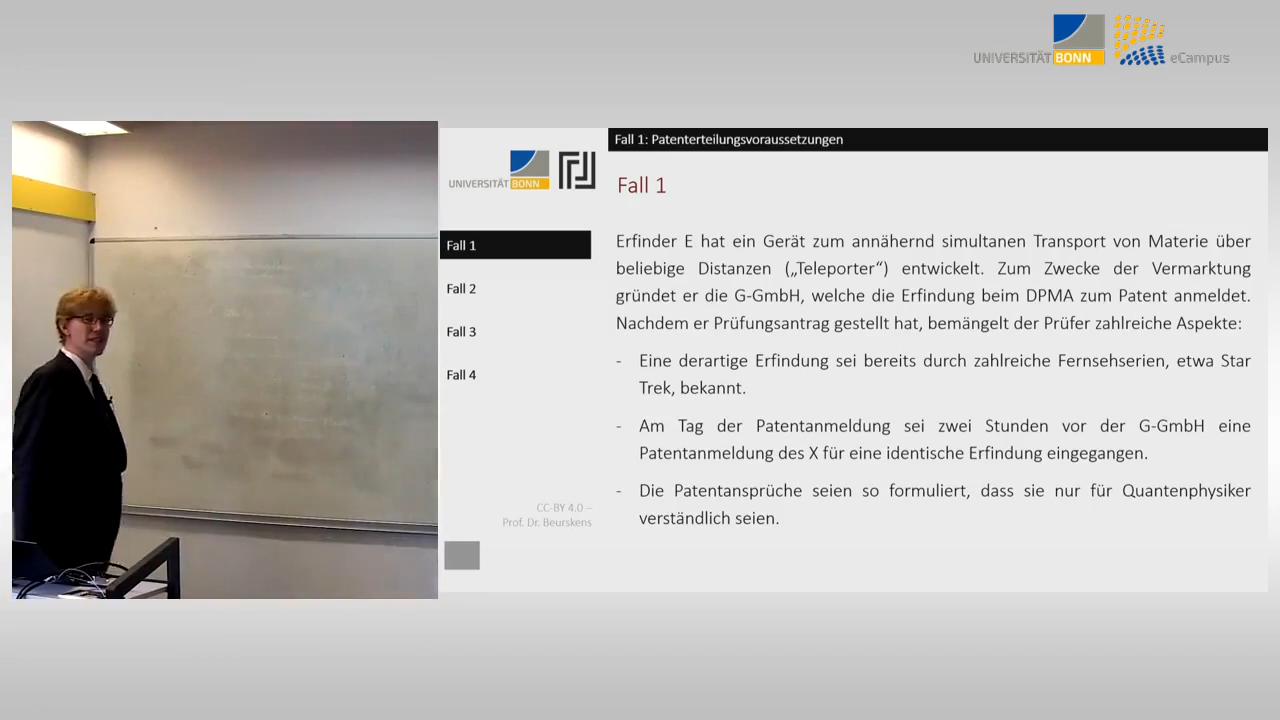 UNIVERSITÄT BONN eCampus
Fall 1: Patenterteilungsvoraussetzungen
UNIVERSITÄT BONN
Fall 1
Fall 1
Fall 2
Fall 3
Fall 4
Erfinder E hat ein Gerät zum annähernd simultanen Transport von Materie über
beliebige Distanzen („Teleporter“) entwickelt. Zum Zwecke der Vermarktung
gründet er die G-GmbH, welche die Erfindung beim DPMA zum Patent anmeldet.
Nachdem er Prüfungsantrag gestellt hat, bemängelt der Prüfer zahlreiche Aspekte:
- Eine derartige Erfindung sei bereits durch zahlreiche Fernsehserien, etwa Star
Trek, bekannt.
- Am Tag der Patentanmeldung sei zwei Stunden vor der G-GmbH eine
Patentanmeldung des X für eine identische Erfindung eingegangen.
- Die Patentansprüche seien so formuliert, dass sie nur für Quantenphysiker
verständlich seien.
CC-BY 4.0 –
Prof. Dr. Beurskens